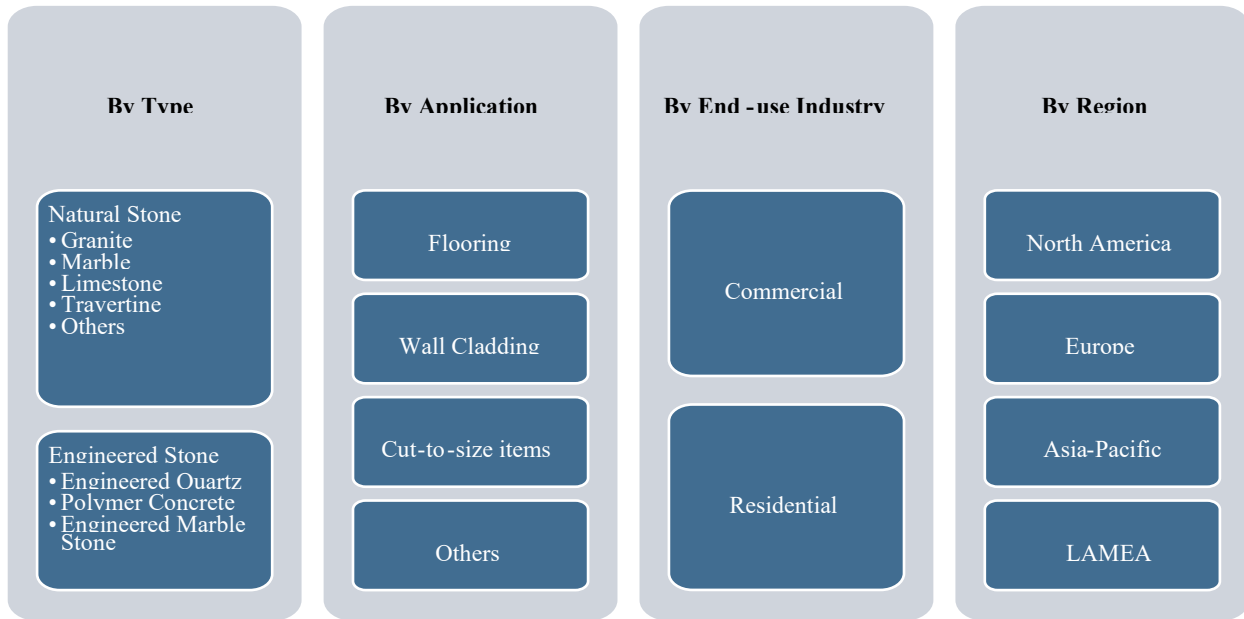 By Type
Natural Stone
• Granite
• Marble
• Limestone
• Travertine
• Others
Engineered Stone
• Engineered Quartz
• Polymer Concrete
• Engineered Marble
Stone
By Application
Flooring
Wall Cladding
Cut-to-size items
Others
By End -use Industry
Commercial
Residential
By Region
North America
Europe
Asia-Pacific
LAMEA